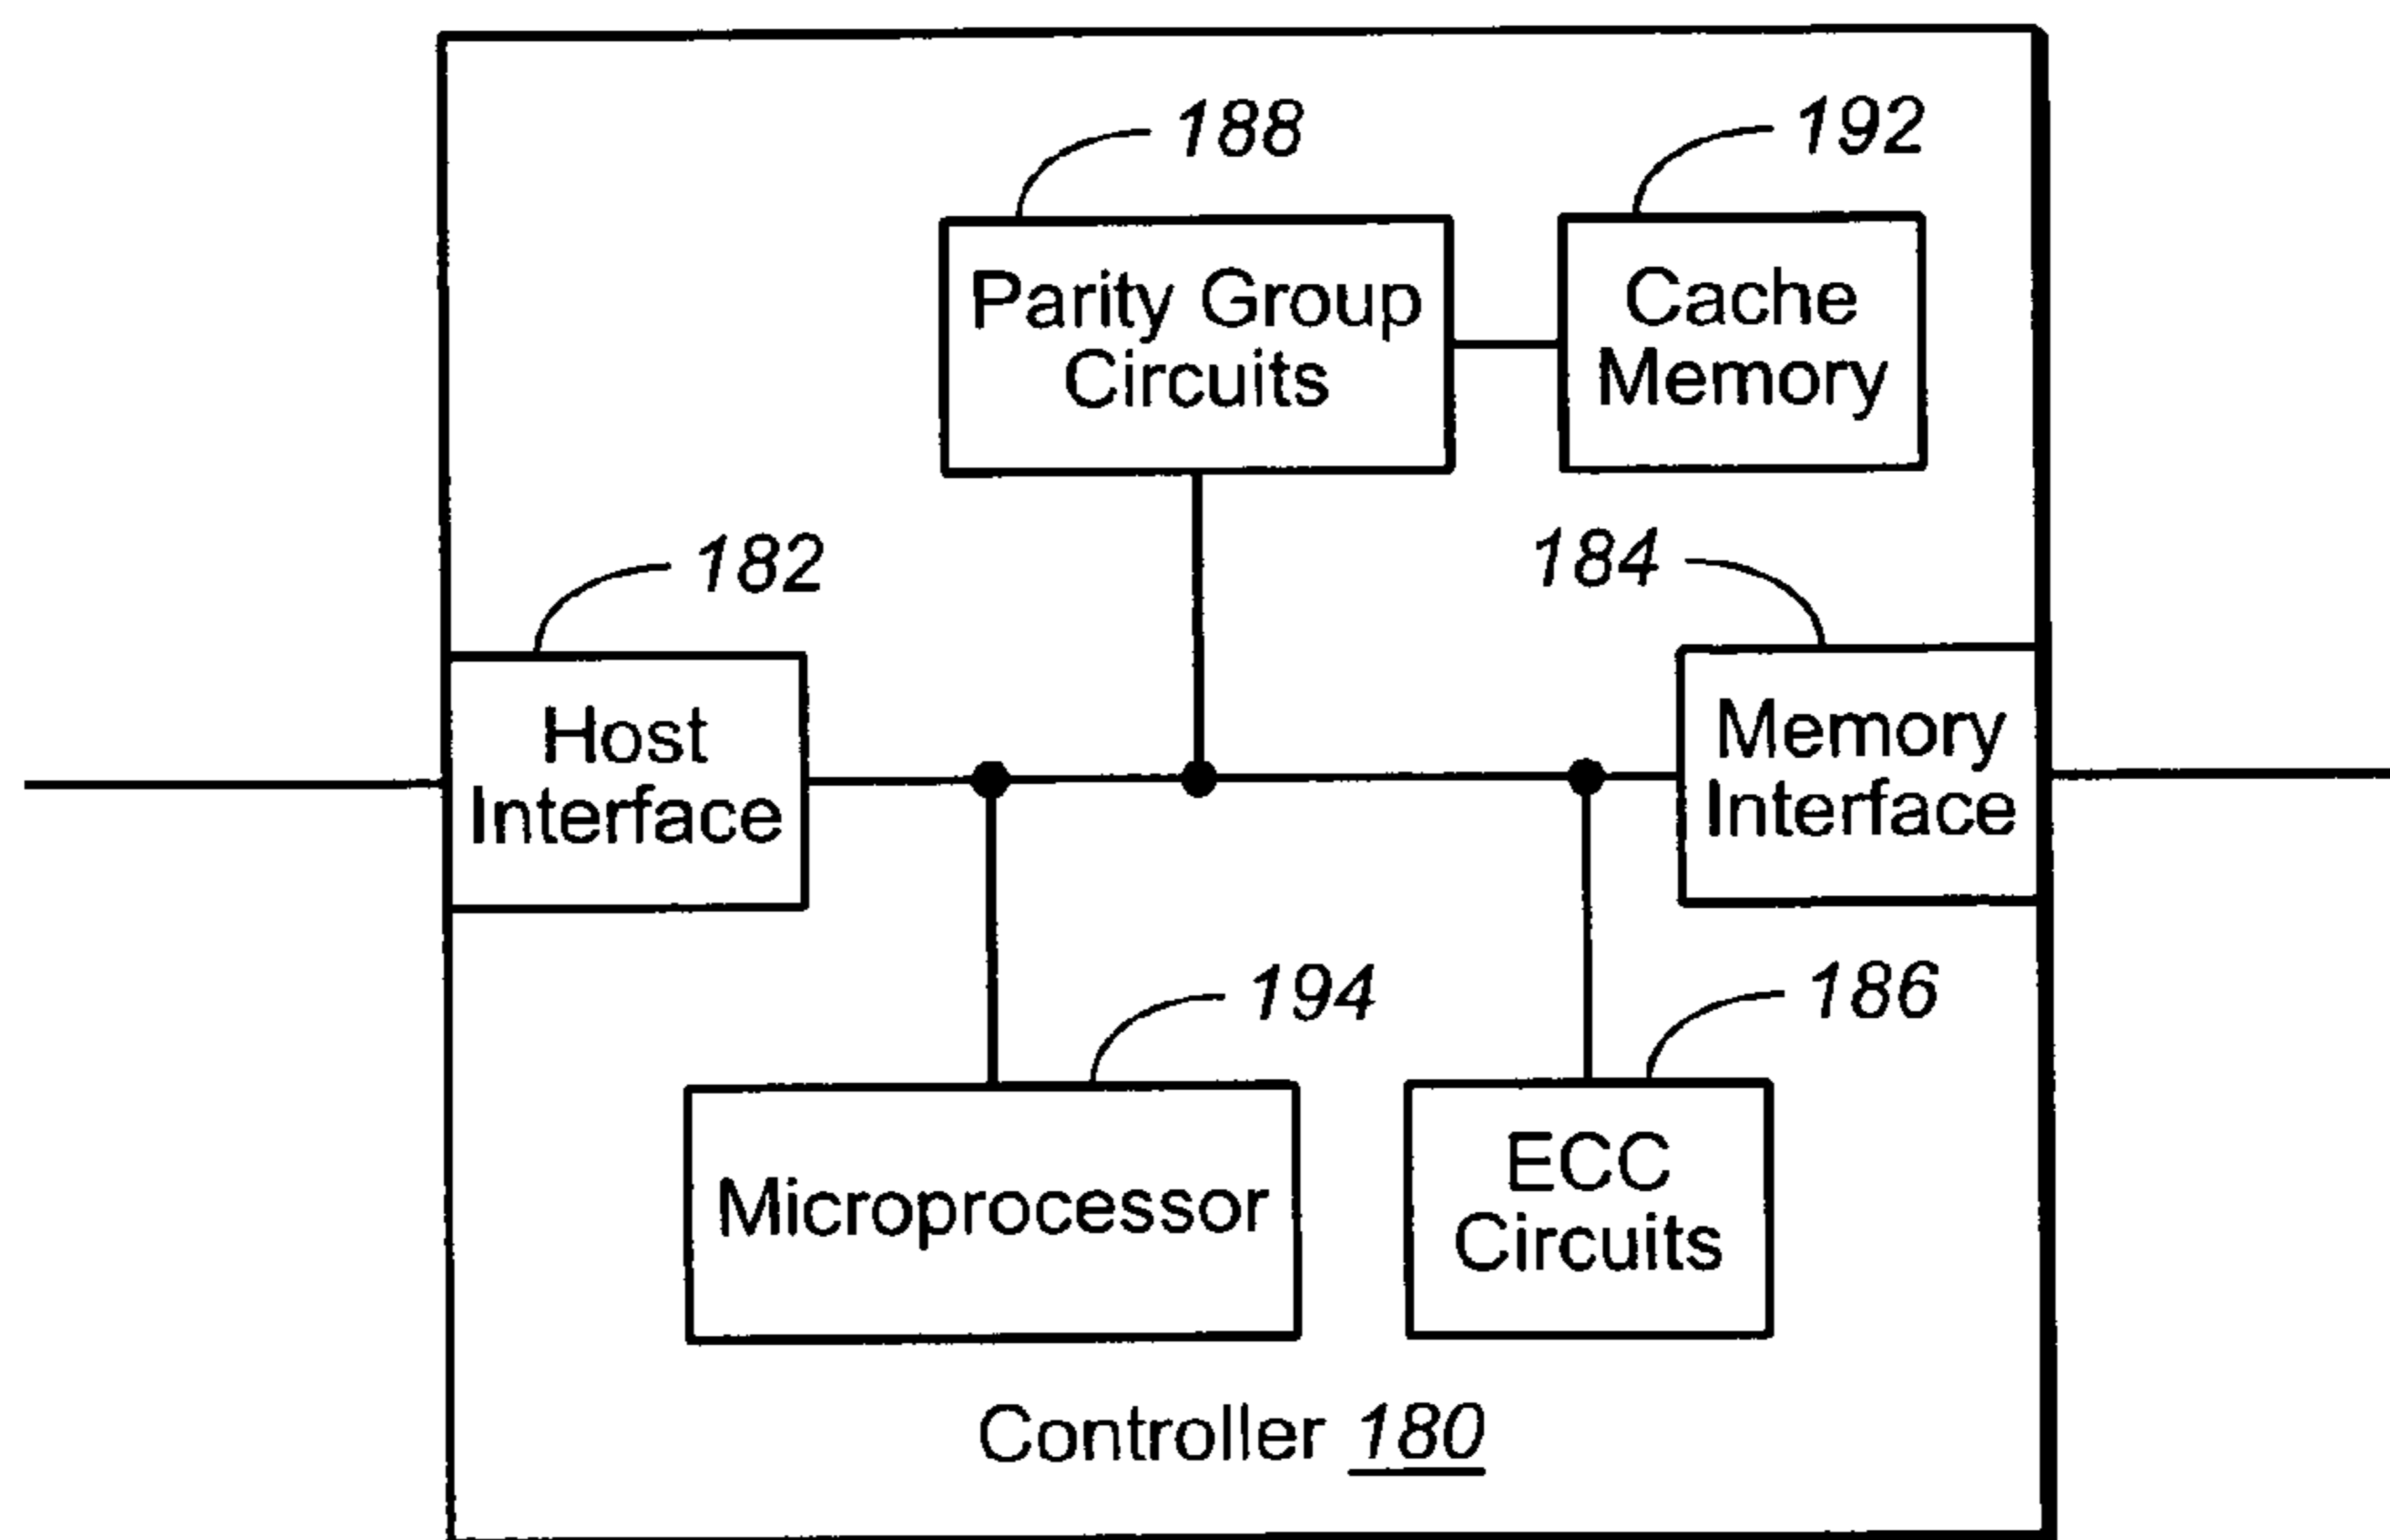 188
192
Parity Group
Circuits
Cache
Memory
182
184
Host
Interface
Memory
Interface
194
186
Microprocessor
ECC
Circuits
Controller 180